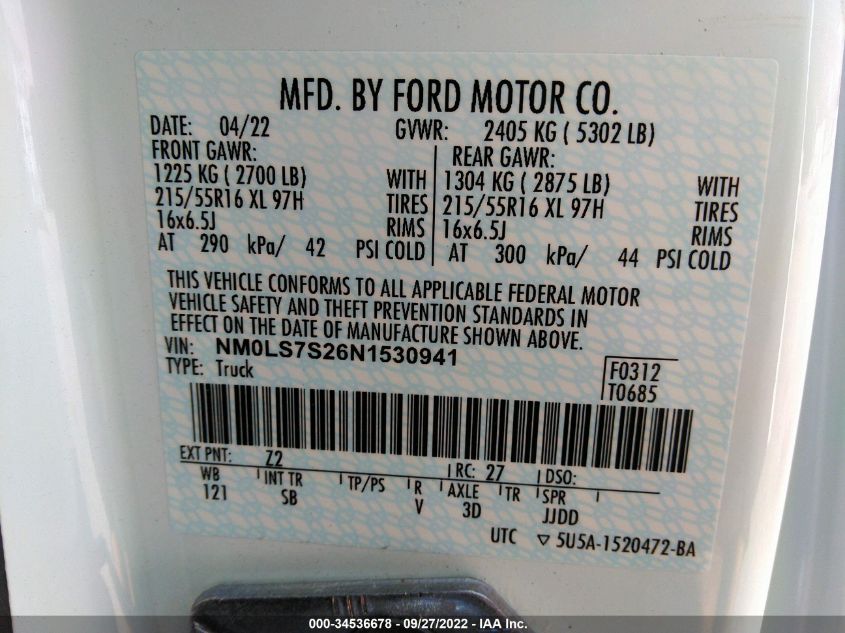 MFD. BY FORD MOTOR CO.
DATE: 04/22 GVWR: 2405 KG ( 5302 LB)
FRONT GAWR: REAR GAWR:
1225 KG ( 2700 LB) WITH 1304 KG ( 2875 LB) WITH
215/55R16 XL 97H TIRES 215/55R16 XL 97H TIRES
16x6.5J RIMS 16x6.5J RIMS
AT 290 kPa/ 42 PSI COLD AT 300 kPa/ 44 PSI COLD
THIS VEHICLE CONFORMS TO ALL APPLICABLE FEDERAL MOTOR
VEHICLE SAFETY AND THEFT PREVENTION STANDARDS IN
EFFECT ON THE DATE OF MANUFACTURE SHOWN ABOVE.
VIN: NM0LS7S26N1530941
TYPE: Truck
F0312
T0685
EXT PNT: Z2 RC: 27 DSO:
WB INT TR TP/PS R AXLE TR SPR
121 SB V 3D JJDD
UTC ▽ 5U5A-1520472-BA
000-34536678 - 09/27/2022 - IAA Inc.